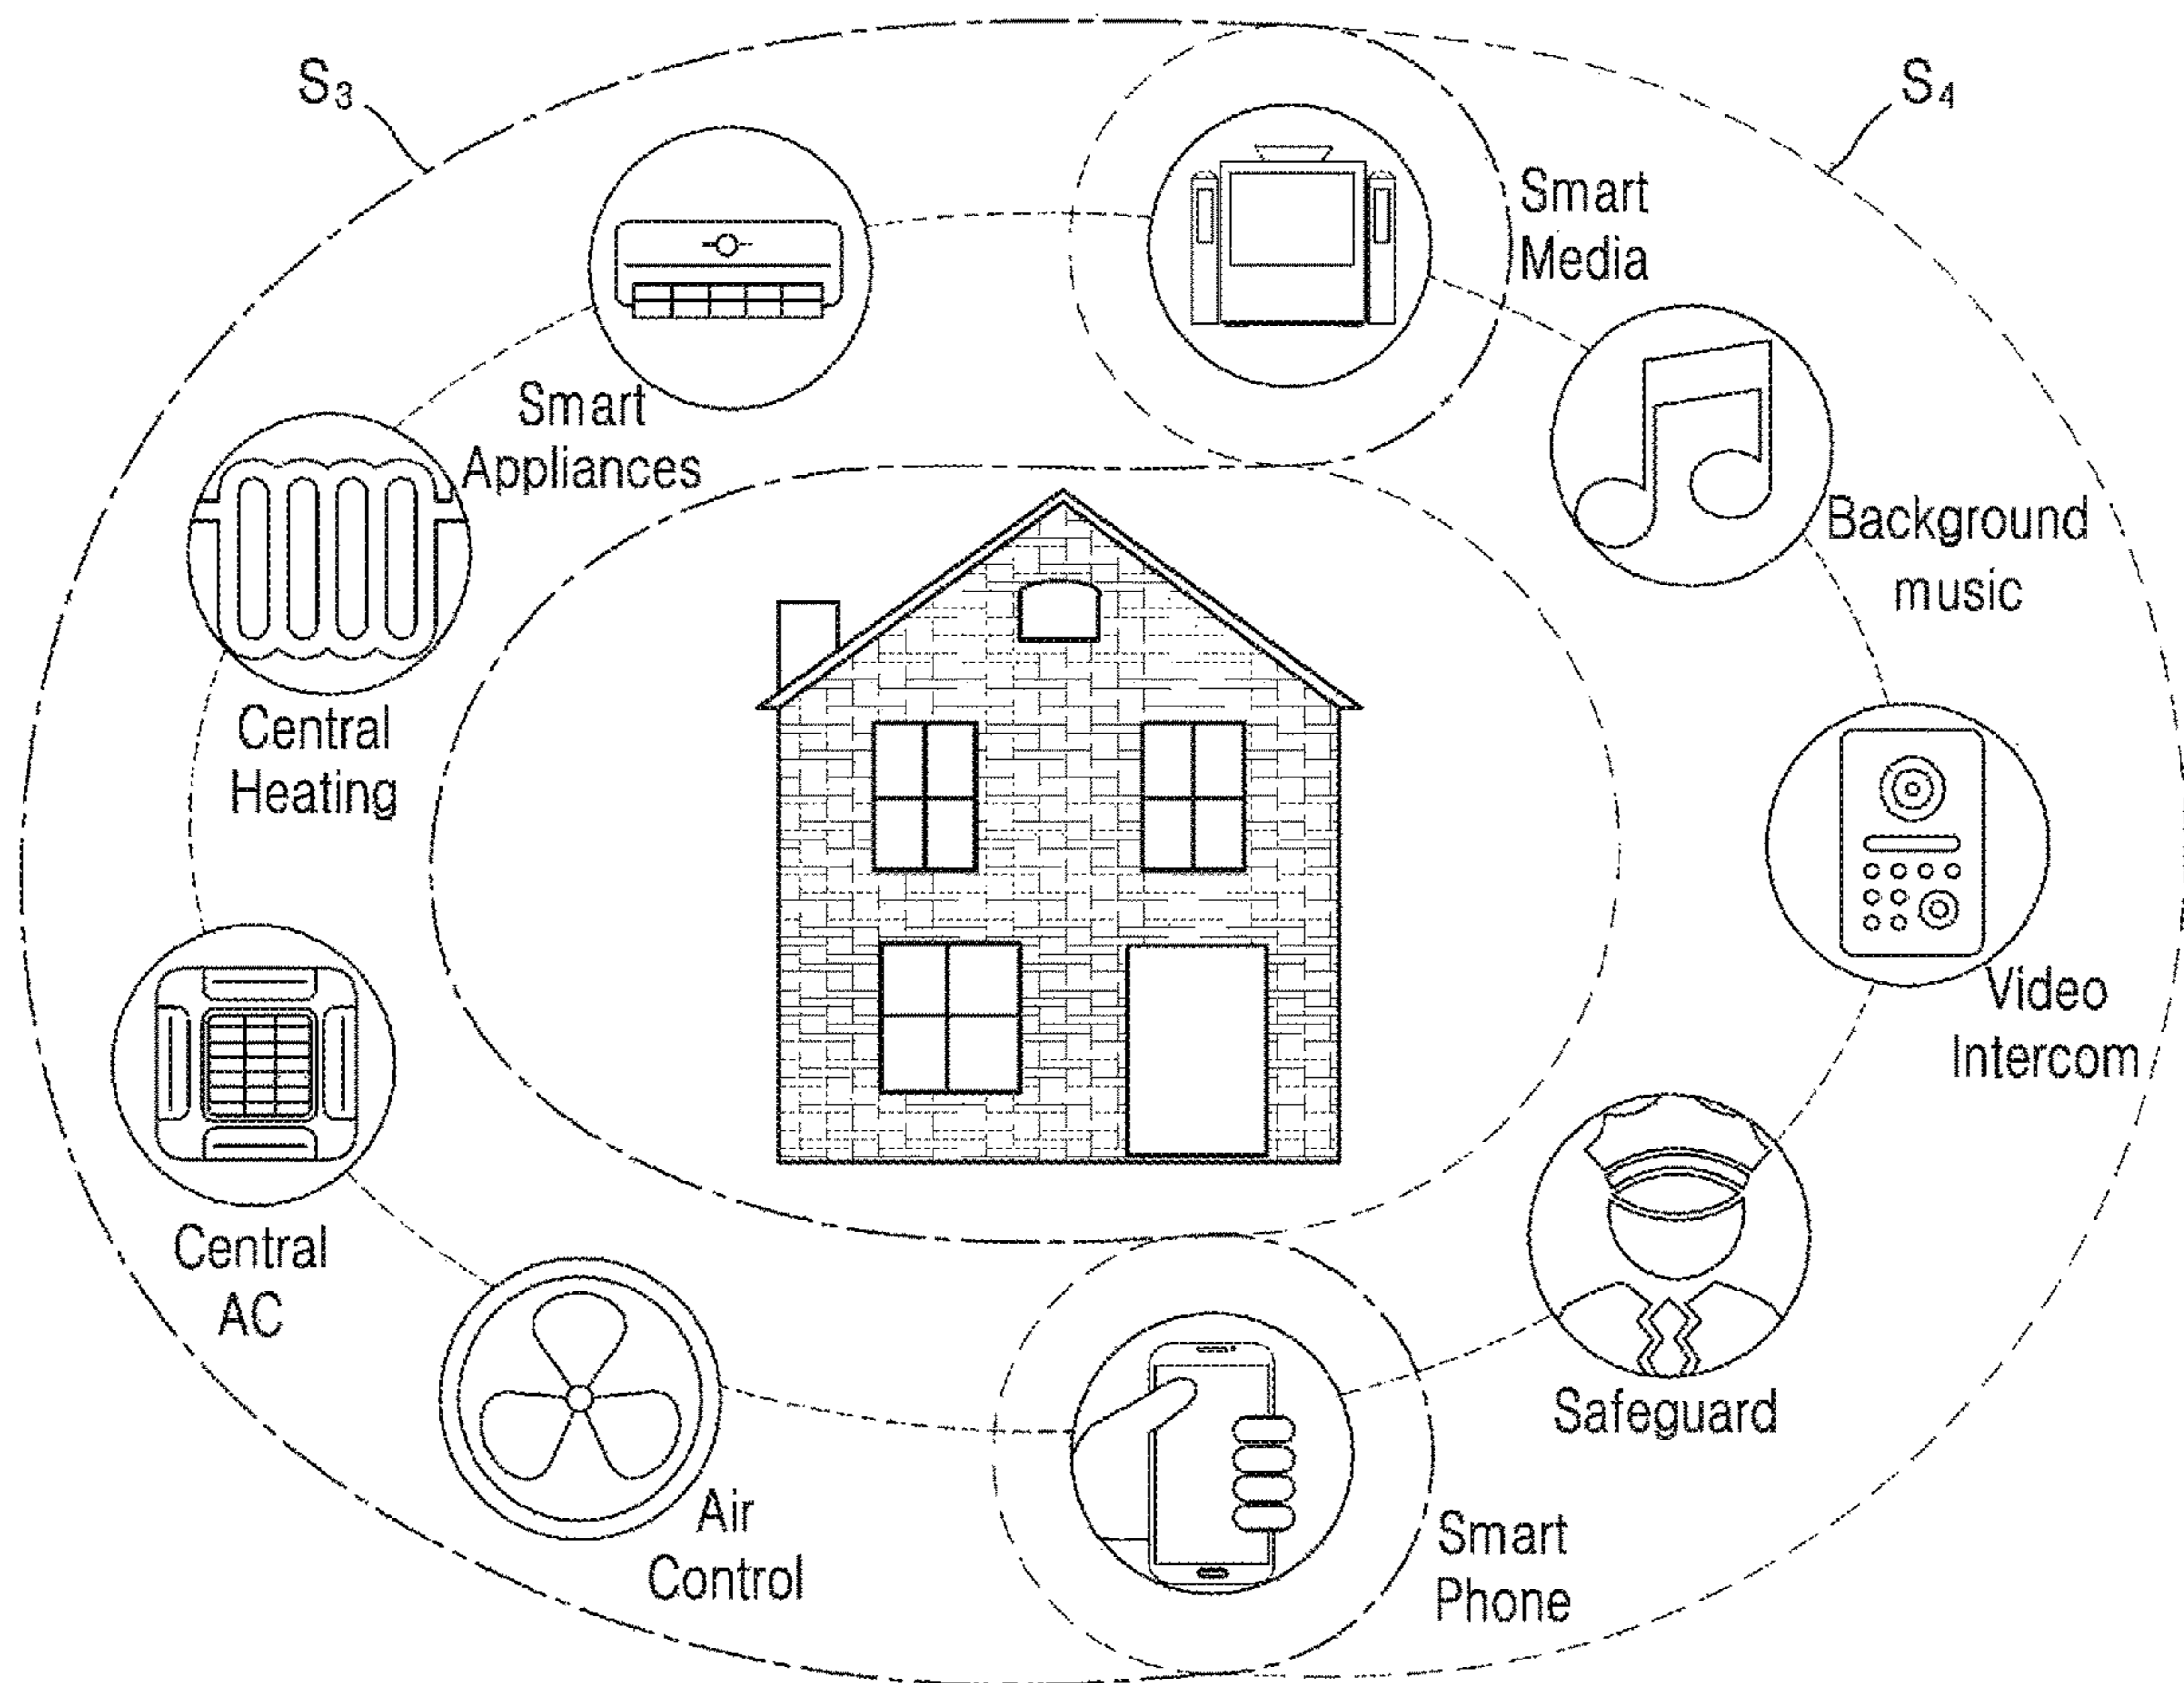 S3
S4
Smart
Media
Smart
Appliances
Background
music
Central
Heating
Video
Intercom
Central
AC
Safeguard
Air
Control
Smart
Phone